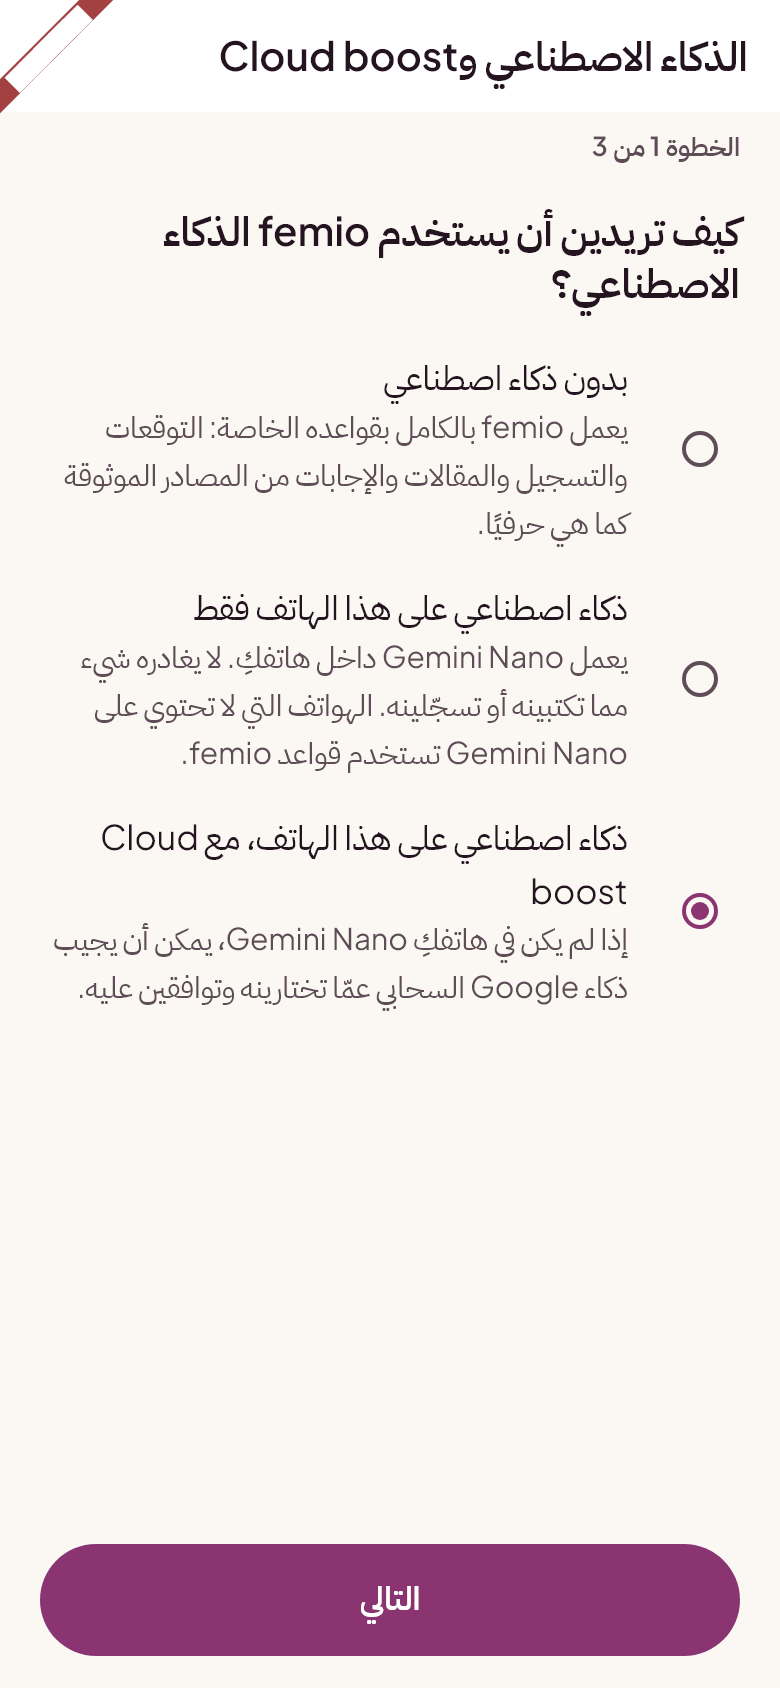 الذكاء الاصطناعي وCloud boost
الخطوة 1 من 3
كيف تريدين أن يستخدم femio الذكاء
الاصطناعي؟
بدون ذكاء اصطناعي
يعمل femio بالكامل بقواعده الخاصة: التوقعات
والتسجيل والمقالات والإجابات من المصادر الموثوقة
كما هي حرفيًا.
ذكاء اصطناعي على هذا الهاتف فقط
يعمل Gemini Nano داخل هاتفكِ. لا يغادره شيء
مما تكتبينه أو تسجّلينه. الهواتف التي لا تحتوي على
Gemini Nano تستخدم قواعد femio.
ذكاء اصطناعي على هذا الهاتف، مع Cloud
boost
إذا لم يكن في هاتفكِ Gemini Nano، يمكن أن يجيب
ذكاء Google السحابي عمّا تختارينه وتوافقين عليه.
التالي